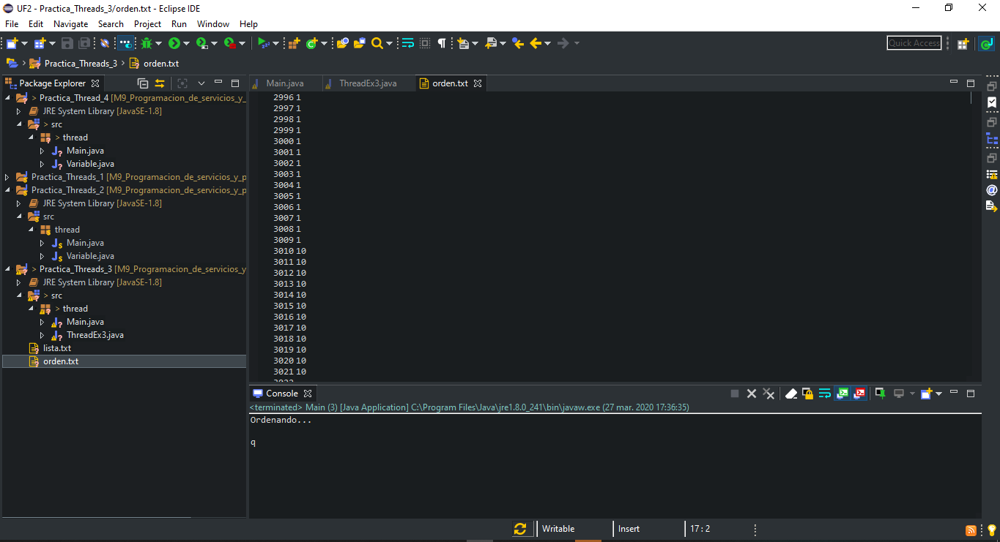 UF2 - Practica_Threads_3/orden.txt - Eclipse IDE
File Edit Navigate Search Project Run Window Help
Quick Access
Practica_Threads_3 > orden.txt
Package Explorer
Main.java ThreadEx3.java orden.txt
> Practica_Thread_4 [M9_Programacion_de_servicios_y_
JRE System Library [JavaSE-1.8]
> src
> thread
Main.java
Variable.java
Practica_Threads_1 [M9_Programacion_de_servicios_y_p
Practica_Threads_2 [M9_Programacion_de_servicios_y_p
JRE System Library [JavaSE-1.8]
src
thread
Main.java
Variable.java
> Practica_Threads_3 [M9_Programacion_de_servicios_y
JRE System Library [JavaSE-1.8]
> src
> thread
Main.java
ThreadEx3.java
lista.txt
orden.txt
2996 1
2997 1
2998 1
2999 1
3000 1
3001 1
3002 1
3003 1
3004 1
3005 1
3006 1
3007 1
3008 1
3009 1
3010 10
3011 10
3012 10
3013 10
3014 10
3015 10
3016 10
3017 10
3018 10
3019 10
3020 10
3021 10
Console
<terminated> Main (3) [Java Application] C:\Program Files\Java\jre1.8.0_241\bin\javaw.exe (27 mar. 2020 17:36:35)
Ordenando...
q
Writable Insert 17 : 2